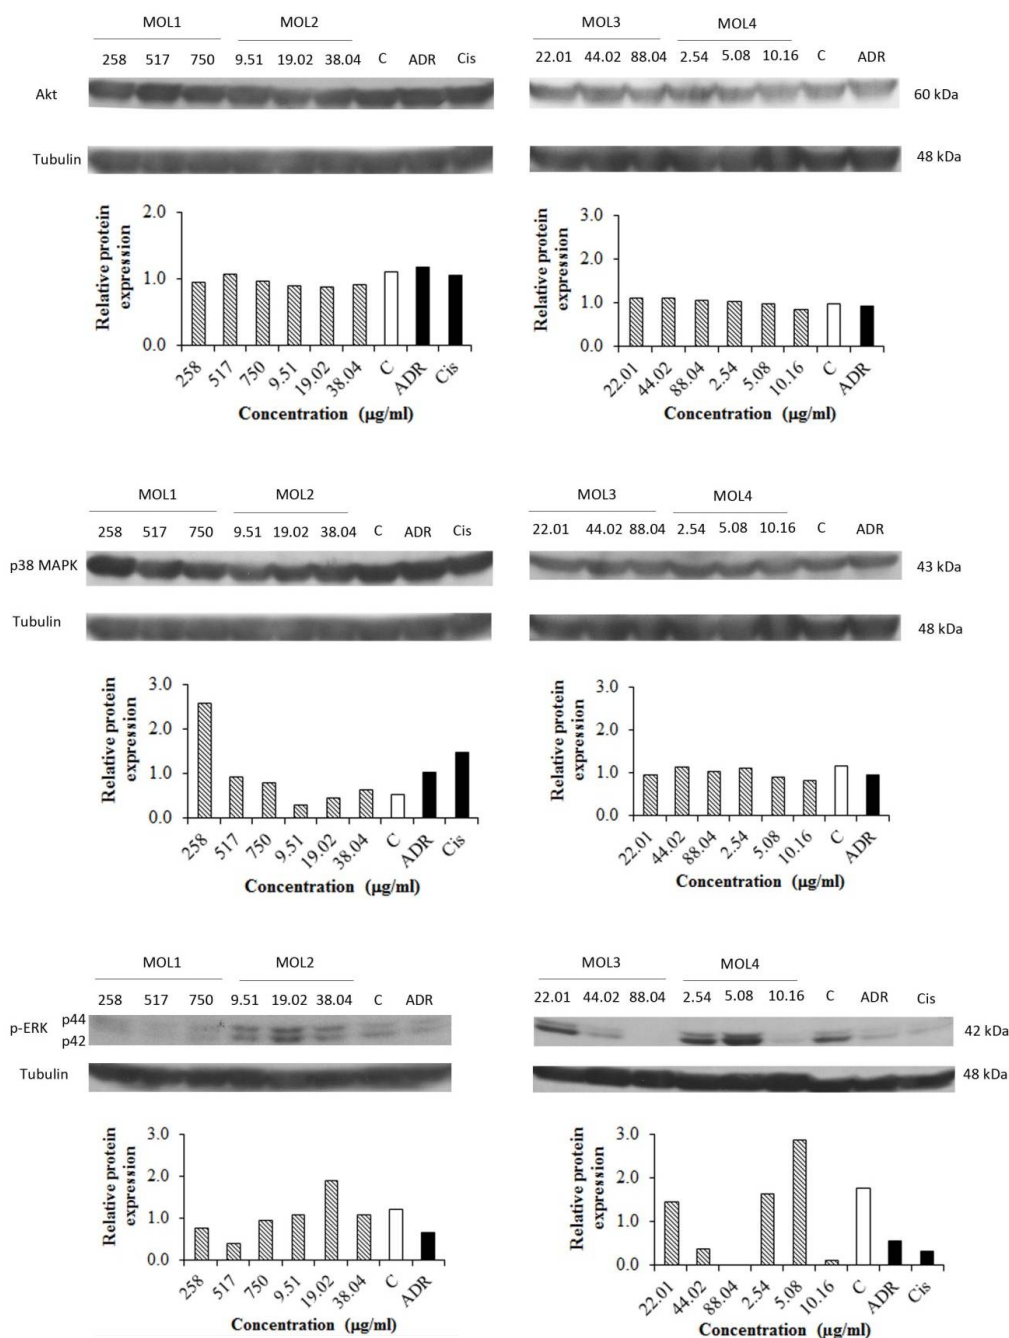 MOL1 MOL2
258 517 750 9.51 19.02 38.04 C ADR Cis
Akt
Tubulin
MOL3 MOL4
22.01 44.02 88.04 2.54 5.08 10.16 C ADR
60 kDa
48 kDa
Relative protein
expression
2.0
1.0
0.0
258 517 750 9.51 19.02 38.04 C ADR Cis
Concentration (µg/ml)
Relative protein
expression
3.0
2.0
1.0
0.0
22.01 44.02 88.04 2.54 5.08 10.16 C ADR
Concentration (µg/ml)
MOL1 MOL2
258 517 750 9.51 19.02 38.04 C ADR Cis
p38 MAPK
Tubulin
MOL3 MOL4
22.01 44.02 88.04 2.54 5.08 10.16 C ADR
43 kDa
48 kDa
Relative protein
expression
3.0
2.0
1.0
0.0
258 517 750 9.51 19.02 38.04 C ADR Cis
Concentration (µg/ml)
Relative protein
expression
3.0
2.0
1.0
0.0
22.01 44.02 88.04 2.54 5.08 10.16 C ADR
Concentration (µg/ml)
MOL1 MOL2
258 517 750 9.51 19.02 38.04 C ADR
p-ERK
p44
p42
Tubulin
MOL3 MOL4
22.01 44.02 88.04 2.54 5.08 10.16 C ADR Cis
42 kDa
48 kDa
Relative protein
expression
3.0
2.0
1.0
0.0
258 517 750 9.51 19.02 38.04 C ADR
Concentration (µg/ml)
Relative protein
expression
3.0
2.0
1.0
0.0
22.01 44.02 88.04 2.54 5.08 10.16 C ADR Cis
Concentration (µg/ml)